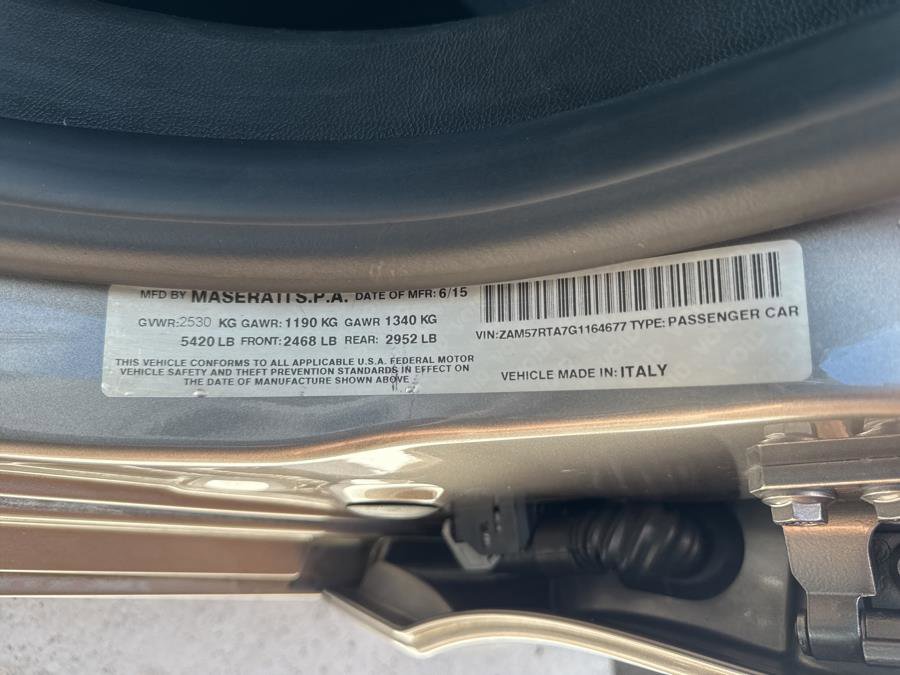 MFD BY MASERATI S.P.A. DATE OF MFR: 6/15
GVWR: 2530 KG GAWR: 1190 KG GAWR 1340 KG
5420 LB FRONT: 2468 LB REAR: 2952 LB
THIS VEHICLE CONFORMS TO ALL APPLICABLE U.S.A. FEDERAL MOTOR
VEHICLE SAFETY AND THEFT PREVENTION STANDARDS IN EFFECT ON
THE DATE OF MANUFACTURE SHOWN ABOVE
VIN: ZAM57RTA7G1164677 TYPE: PASSENGER CAR
VEHICLE MADE IN: ITALY